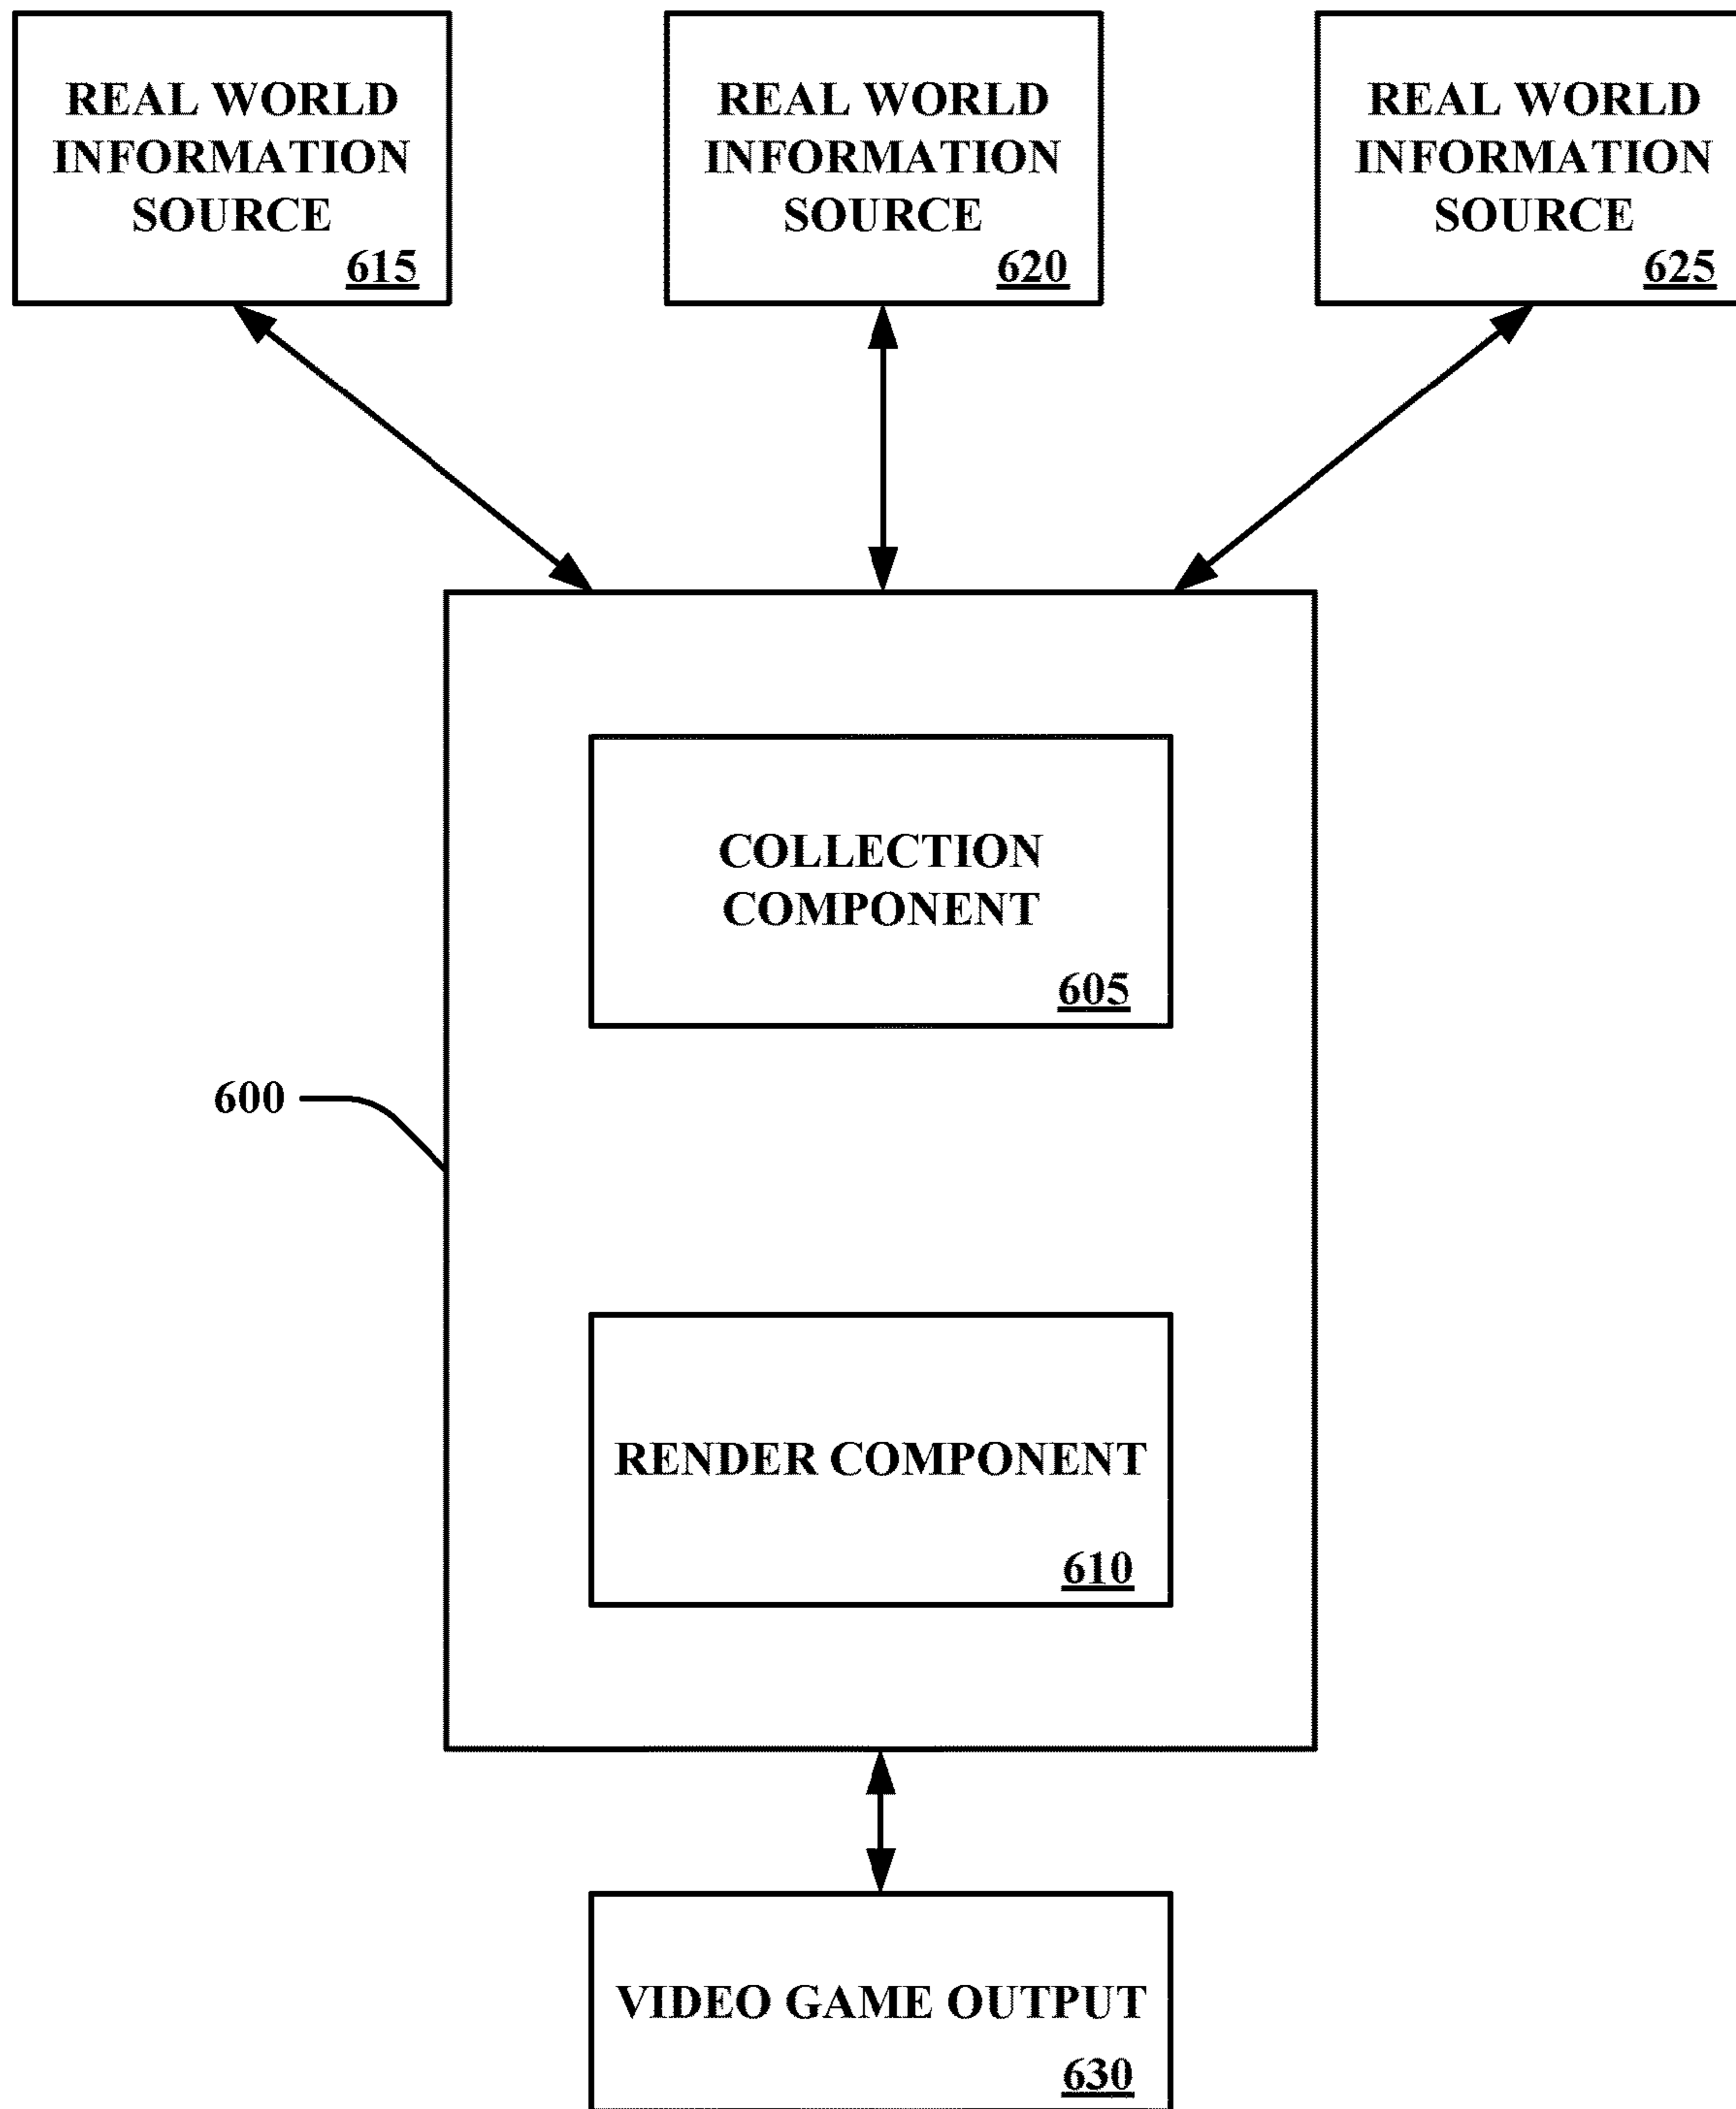 REAL WORLD
INFORMATION
SOURCE
615
REAL WORLD
INFORMATION
SOURCE
620
REAL WORLD
INFORMATION
SOURCE
625
COLLECTION
COMPONENT
605
600
RENDER COMPONENT
610
VIDEO GAME OUTPUT
630